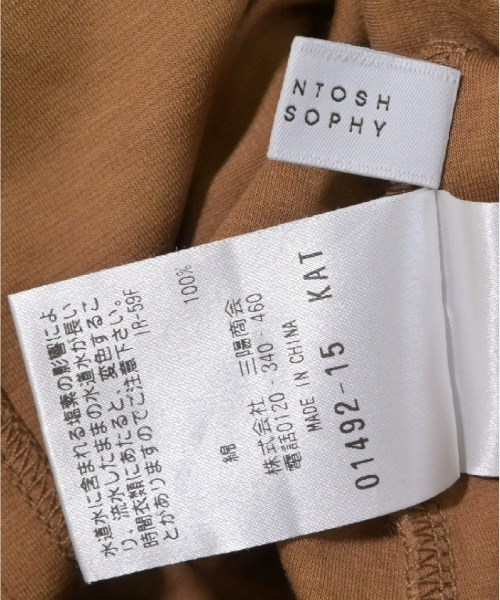 NTOSH
SOPHY
水道水に含まれる塩素の影響によ
り、流水したままの水道水が長い
時間衣類にあたると、変色するこ
とがありますのでご注意下さい。
IR-59F
綿 100%
株式会社 三陽商会
電話0120-340-460
MADE IN CHINA
01492-15 KAT